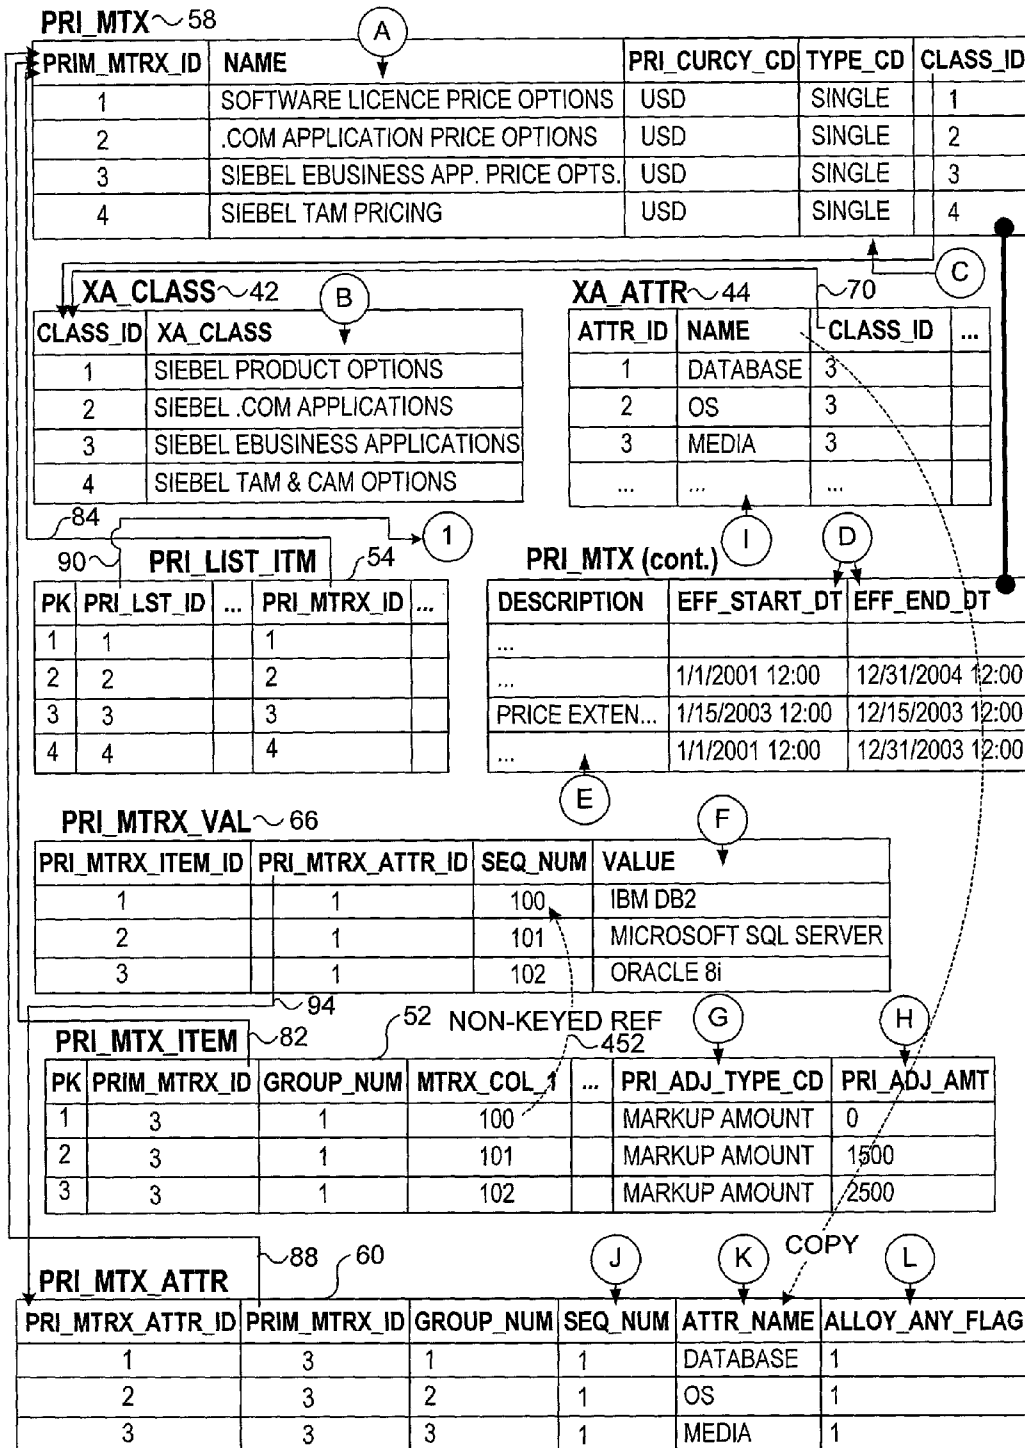 PRI_MTX 58
A
PRIM_MTRX_ID NAME PRI_CURCY_CD TYPE_CD CLASS_ID
1 SOFTWARE LICENCE PRICE OPTIONS USD SINGLE 1
2 .COM APPLICATION PRICE OPTIONS USD SINGLE 2
3 SIEBEL EBUSINESS APP. PRICE OPTS. USD SINGLE 3
4 SIEBEL TAM PRICING USD SINGLE 4
C
XA_CLASS 42 B
CLASS_ID XA_CLASS
1 SIEBEL PRODUCT OPTIONS
2 SIEBEL .COM APPLICATIONS
3 SIEBEL EBUSINESS APPLICATIONS
4 SIEBEL TAM & CAM OPTIONS
XA_ATTR 44 70
ATTR_ID NAME CLASS_ID ...
1 DATABASE 3
2 OS 3
3 MEDIA 3
... ... ...
84
1
I
D
90 PRI_LIST_ITM 54
PK PRI_LST_ID ... PRI_MTRX_ID ...
1 1 1
2 2 2
3 3 3
4 4 4
PRI_MTX (cont.)
DESCRIPTION EFF_START_DT EFF_END_DT
...
... 1/1/2001 12:00 12/31/2004 12:00
PRICE EXTEN... 1/15/2003 12:00 12/15/2003 12:00
... 1/1/2001 12:00 12/31/2003 12:00
E
PRI_MTRX_VAL 66 F
PRI_MTRX_ITEM_ID PRI_MTRX_ATTR_ID SEQ_NUM VALUE
1 1 100 IBM DB2
2 1 101 MICROSOFT SQL SERVER
3 1 102 ORACLE 8i
94
PRI_MTX_ITEM 82 52 NON-KEYED REF 452 G H
PK PRIM_MTRX_ID GROUP_NUM MTRX_COL_1 ... PRI_ADJ_TYPE_CD PRI_ADJ_AMT
1 3 1 100 MARKUP AMOUNT 0
2 3 1 101 MARKUP AMOUNT 1500
3 3 1 102 MARKUP AMOUNT 2500
PRI_MTX_ATTR 88 60 J K COPY L
PRI_MTRX_ATTR_ID PRIM_MTRX_ID GROUP_NUM SEQ_NUM ATTR_NAME ALLOY_ANY_FLAG
1 3 1 1 DATABASE 1
2 3 2 1 OS 1
3 3 3 1 MEDIA 1